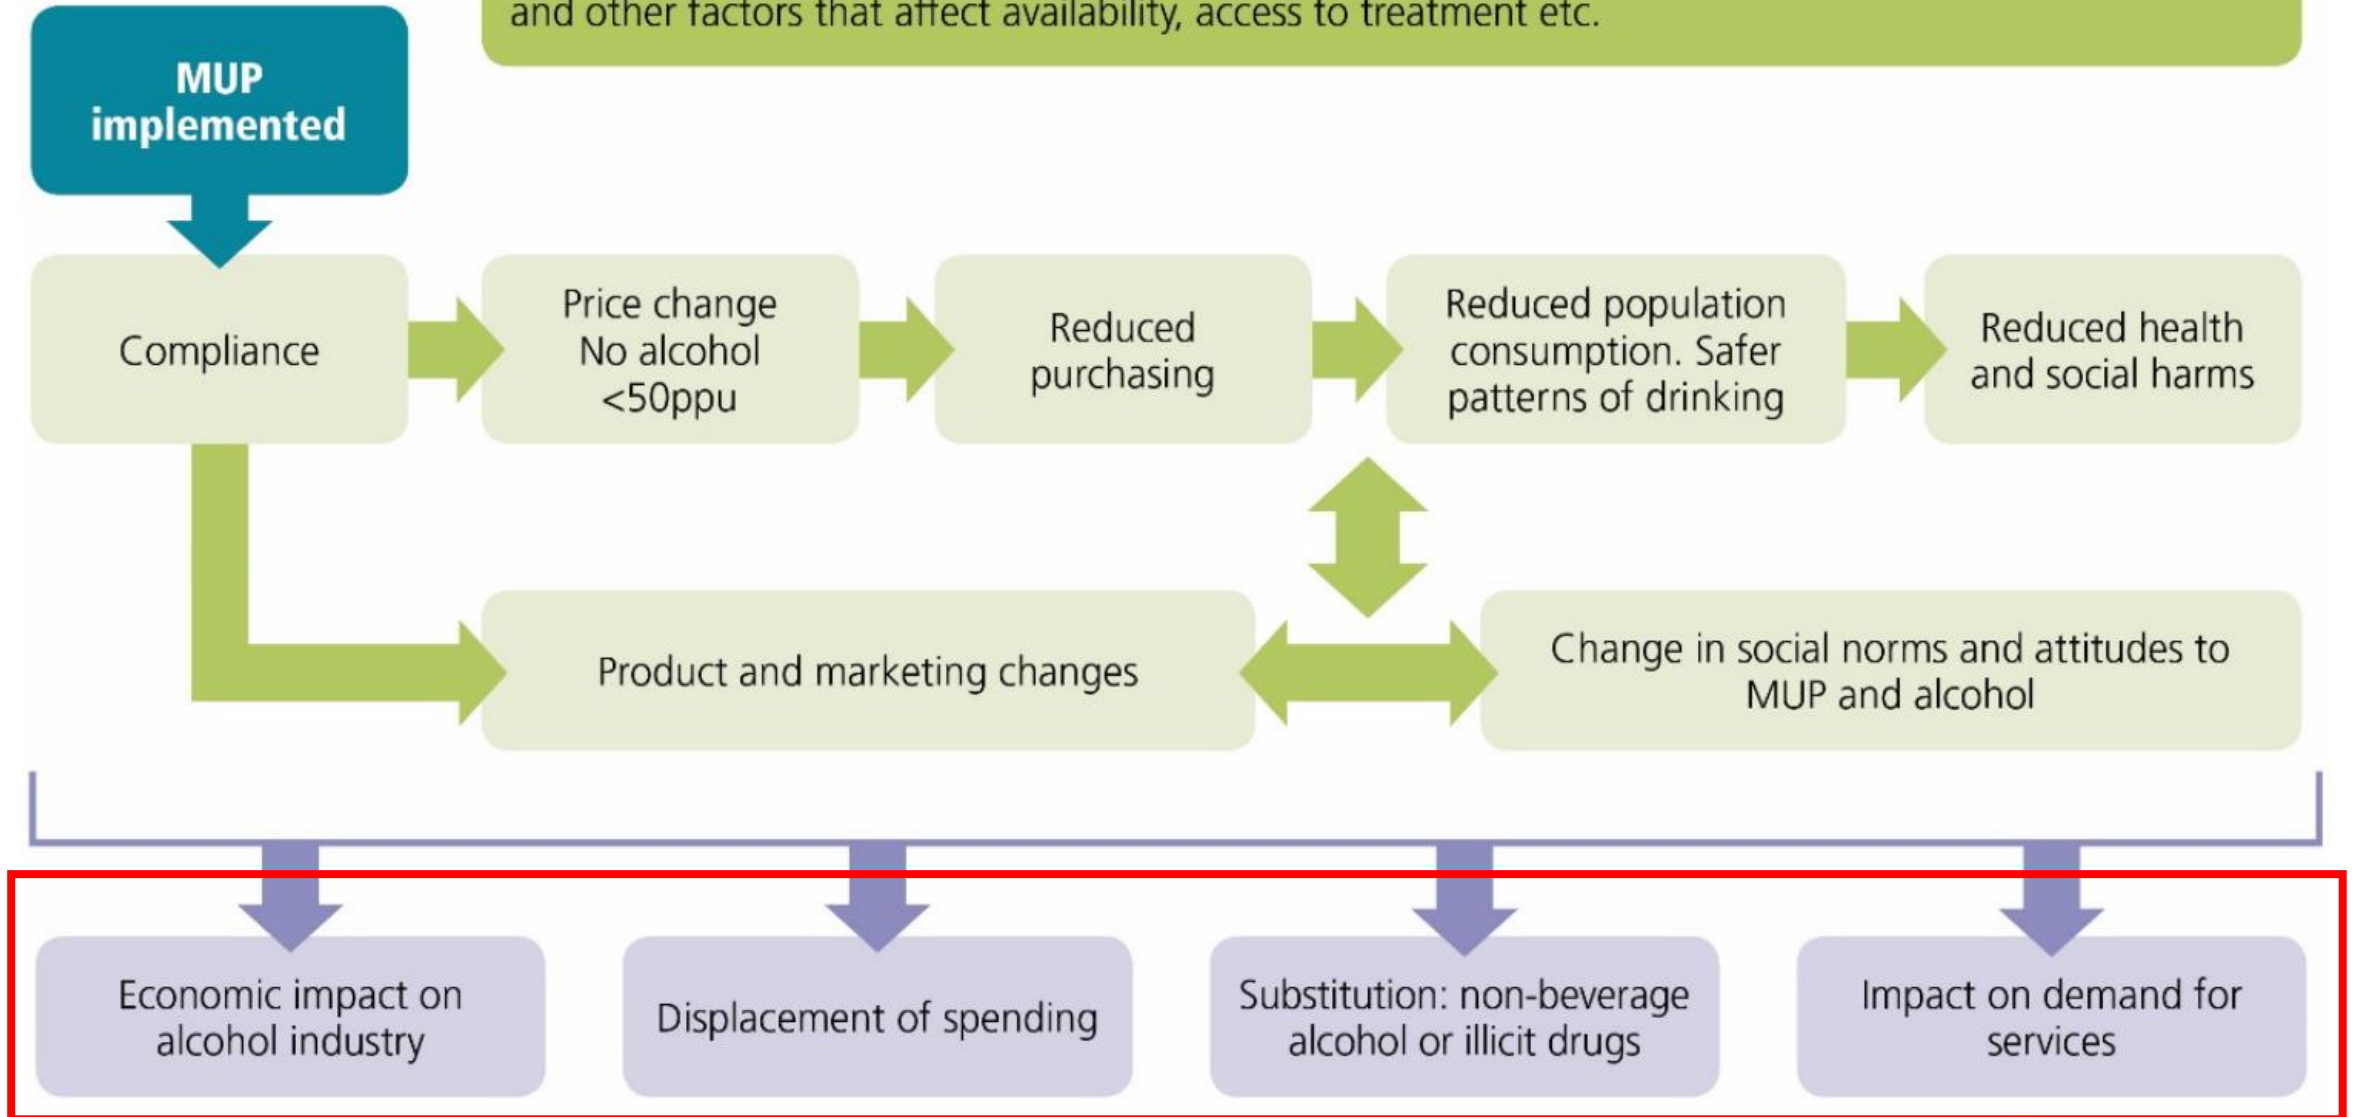 and other factors that affect availability, access to treatment etc.
MUP
implemented
Compliance
Price change
No alcohol
<50ppu
Reduced
purchasing
Reduced population
consumption. Safer
patterns of drinking
Reduced health
and social harms
Product and marketing changes
Change in social norms and attitudes to
MUP and alcohol
Economic impact on
alcohol industry
Displacement of spending
Substitution: non-beverage
alcohol or illicit drugs
Impact on demand for
services